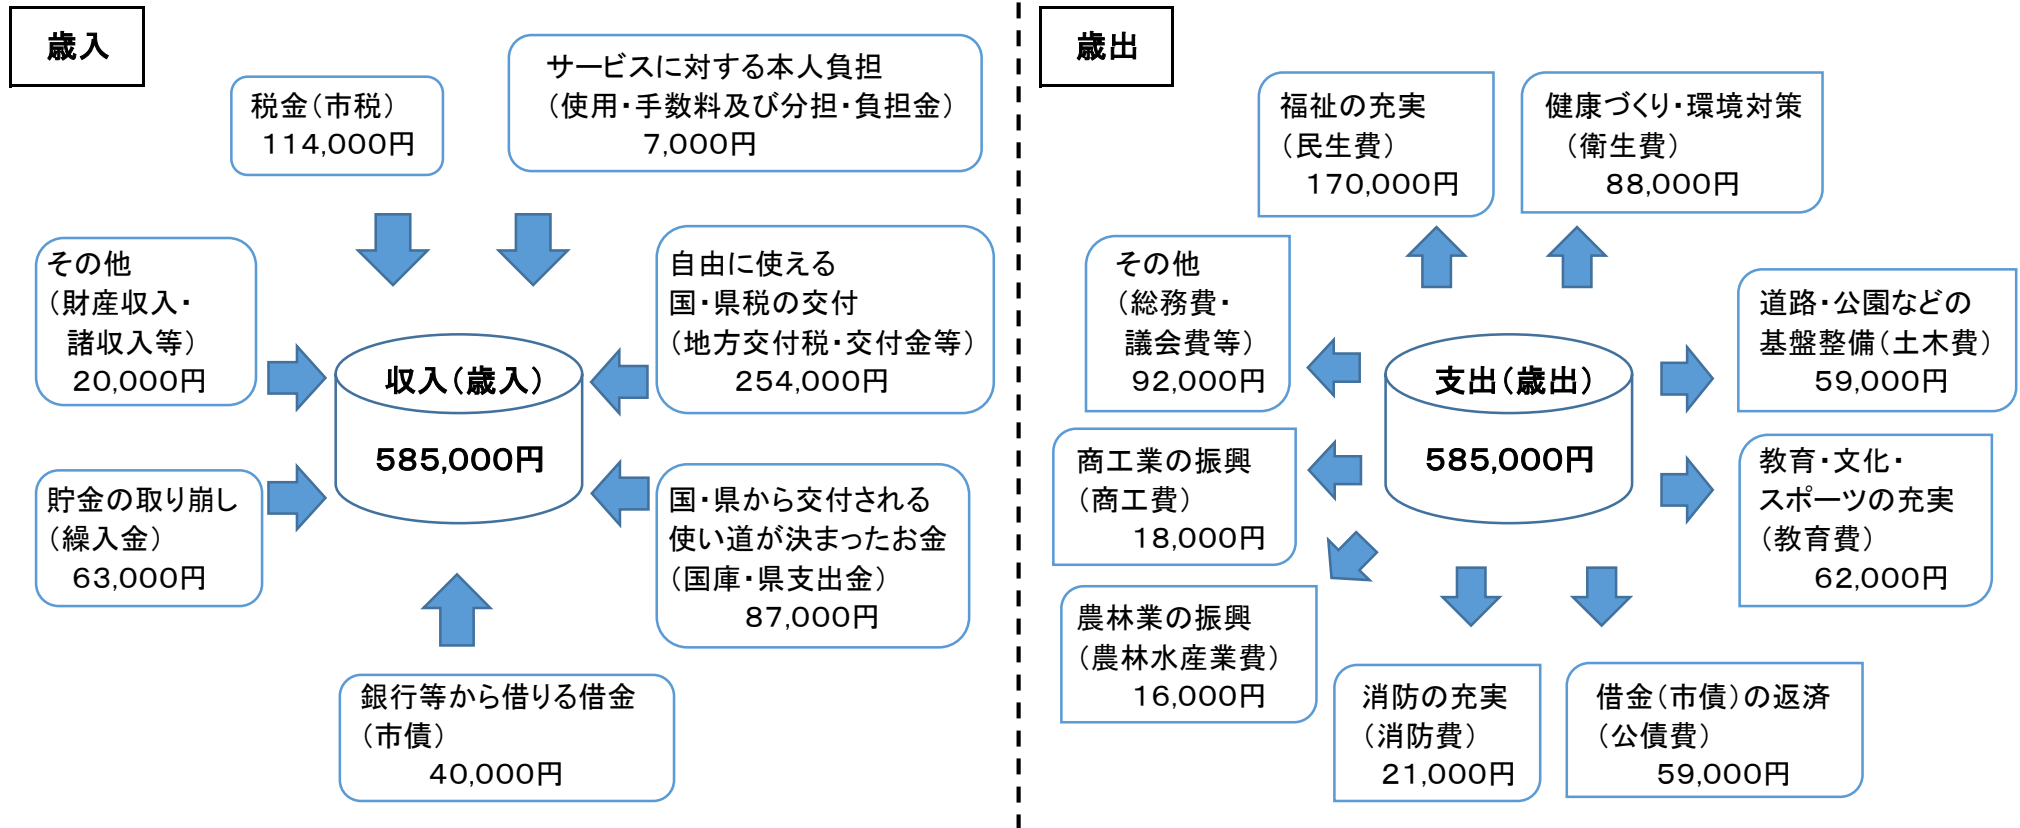 歳入
税金(市税)
114,000円
サービスに対する本人負担
(使用・手数料及び分担・負担金)
7,000円
その他
(財産収入・
諸収入等)
20,000円
自由に使える
国・県税の交付
(地方交付税・交付金等)
254,000円
収入(歳入)
585,000円
貯金の取り崩し
(繰入金)
63,000円
国・県から交付される
使い道が決まったお金
(国庫・県支出金)
87,000円
銀行等から借りる借金
(市債)
40,000円
歳出
福祉の充実
(民生費)
170,000円
健康づくり・環境対策
(衛生費)
88,000円
その他
(総務費・
議会費等)
92,000円
道路・公園などの
基盤整備(土木費)
59,000円
支出(歳出)
585,000円
商工業の振興
(商工費)
18,000円
教育・文化・
スポーツの充実
(教育費)
62,000円
農林業の振興
(農林水産業費)
16,000円
消防の充実
(消防費)
21,000円
借金(市債)の返済
(公債費)
59,000円